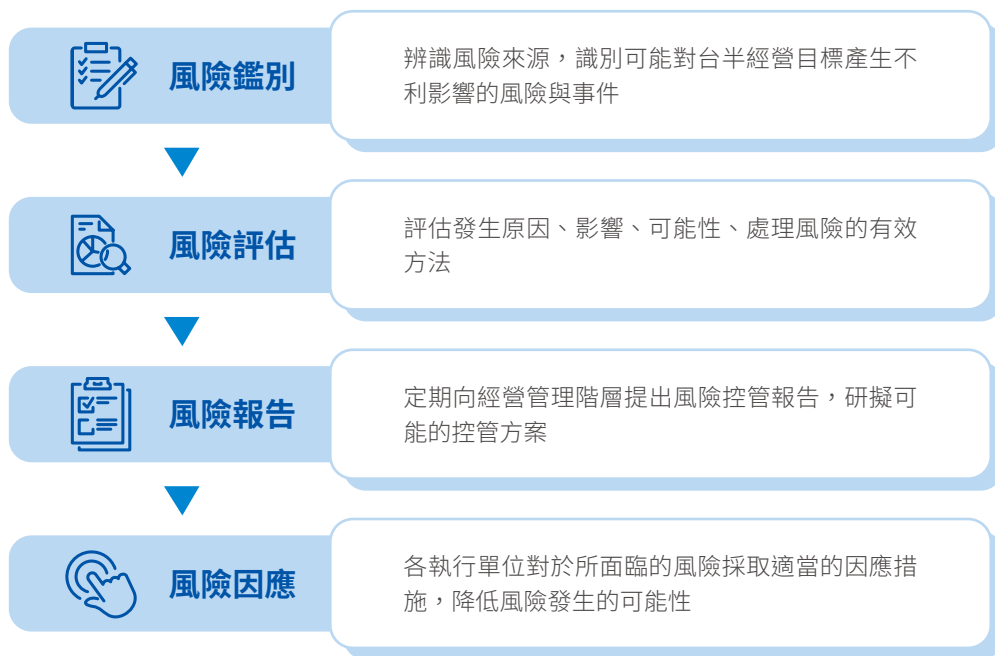 風險鑑別
辨識風險來源，識別可能對台半經營目標產生不
利影響的風險與事件
風險評估
評估發生原因、影響、可能性、處理風險的有效
方法
風險報告
定期向經營管理階層提出風險控管報告，研擬可
能的控管方案
風險因應
各執行單位對於所面臨的風險採取適當的因應措
施，降低風險發生的可能性